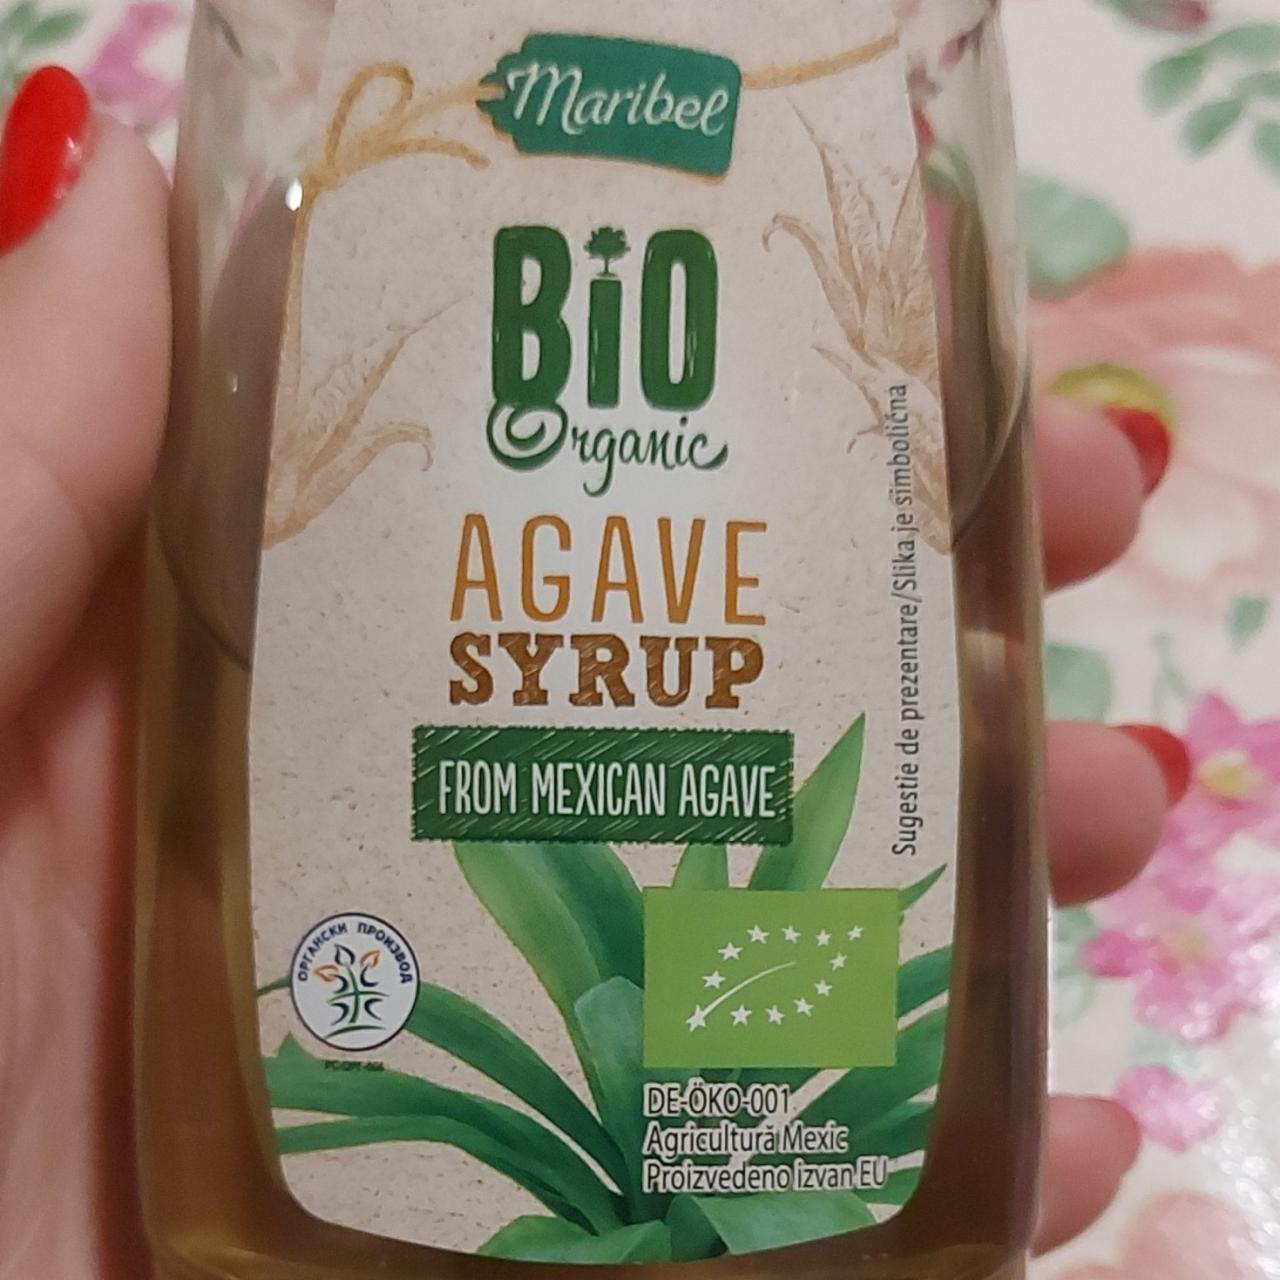 Maribel
BiO
Organic
AGAVE
SYRUP
FROM MEXICAN AGAVE
Sugestie de prezentare/Slika je simbolična
ОРГАНСКИ ПРОИЗВОД
DE-ÖKO-001
Agricultură Mexic
Proizvedeno izvan EU